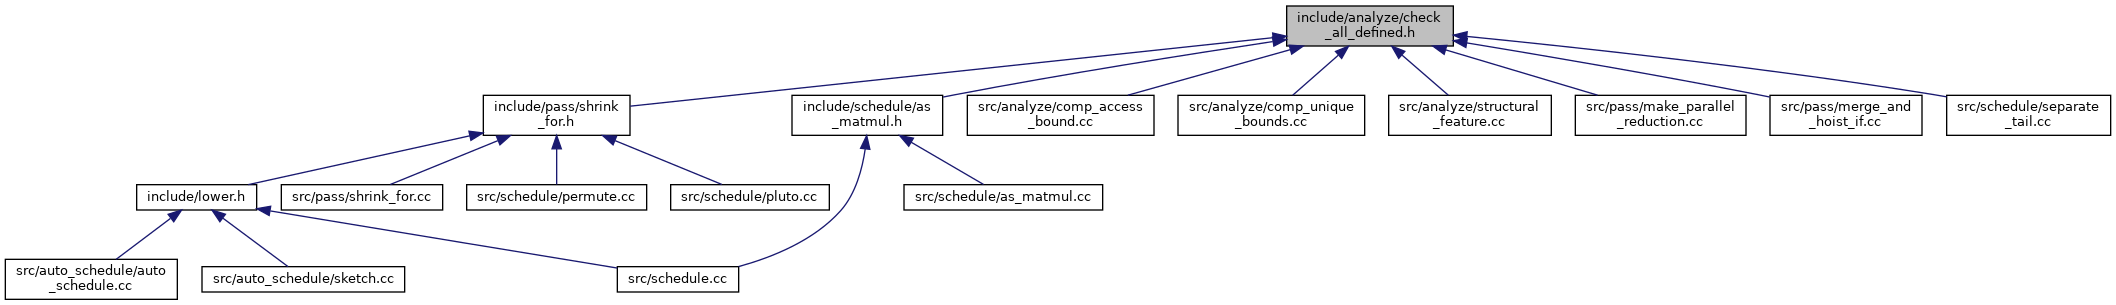 include/analyze/check
_all_defined.h
include/pass/shrink
_for.h
include/schedule/as
_matmul.h
src/analyze/comp_access
_bound.cc
src/analyze/comp_unique
_bounds.cc
src/analyze/structural
_feature.cc
src/pass/make_parallel
_reduction.cc
src/pass/merge_and
_hoist_if.cc
src/schedule/separate
_tail.cc
include/lower.h
src/pass/shrink_for.cc
src/schedule/permute.cc
src/schedule/pluto.cc
src/schedule/as_matmul.cc
src/auto_schedule/auto
_schedule.cc
src/auto_schedule/sketch.cc
src/schedule.cc